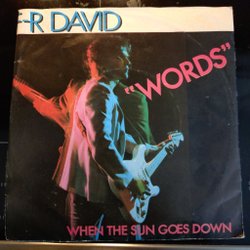 F-R DAVID
"WORDS"
WHEN THE SUN GOES DOWN